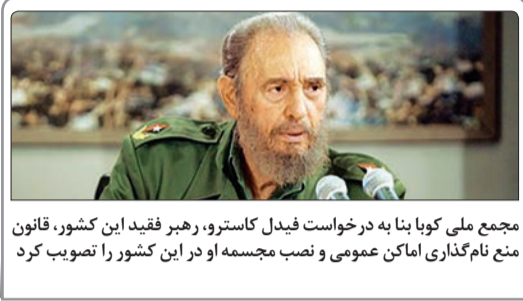 مجمع ملی کوبا بنا به درخواست فیدل کاسترو، رهبر فقید این کشور، قانون
منع نام‌گذاری اماکن عمومی و نصب مجسمه او در این کشور را تصویب کرد